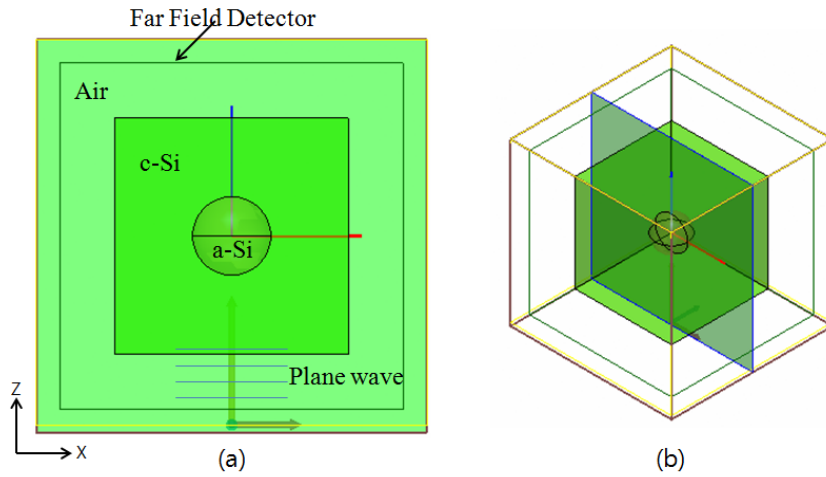 Far Field Detector
Air
c-Si
a-Si
Plane wave
Z
X
(a)
(b)